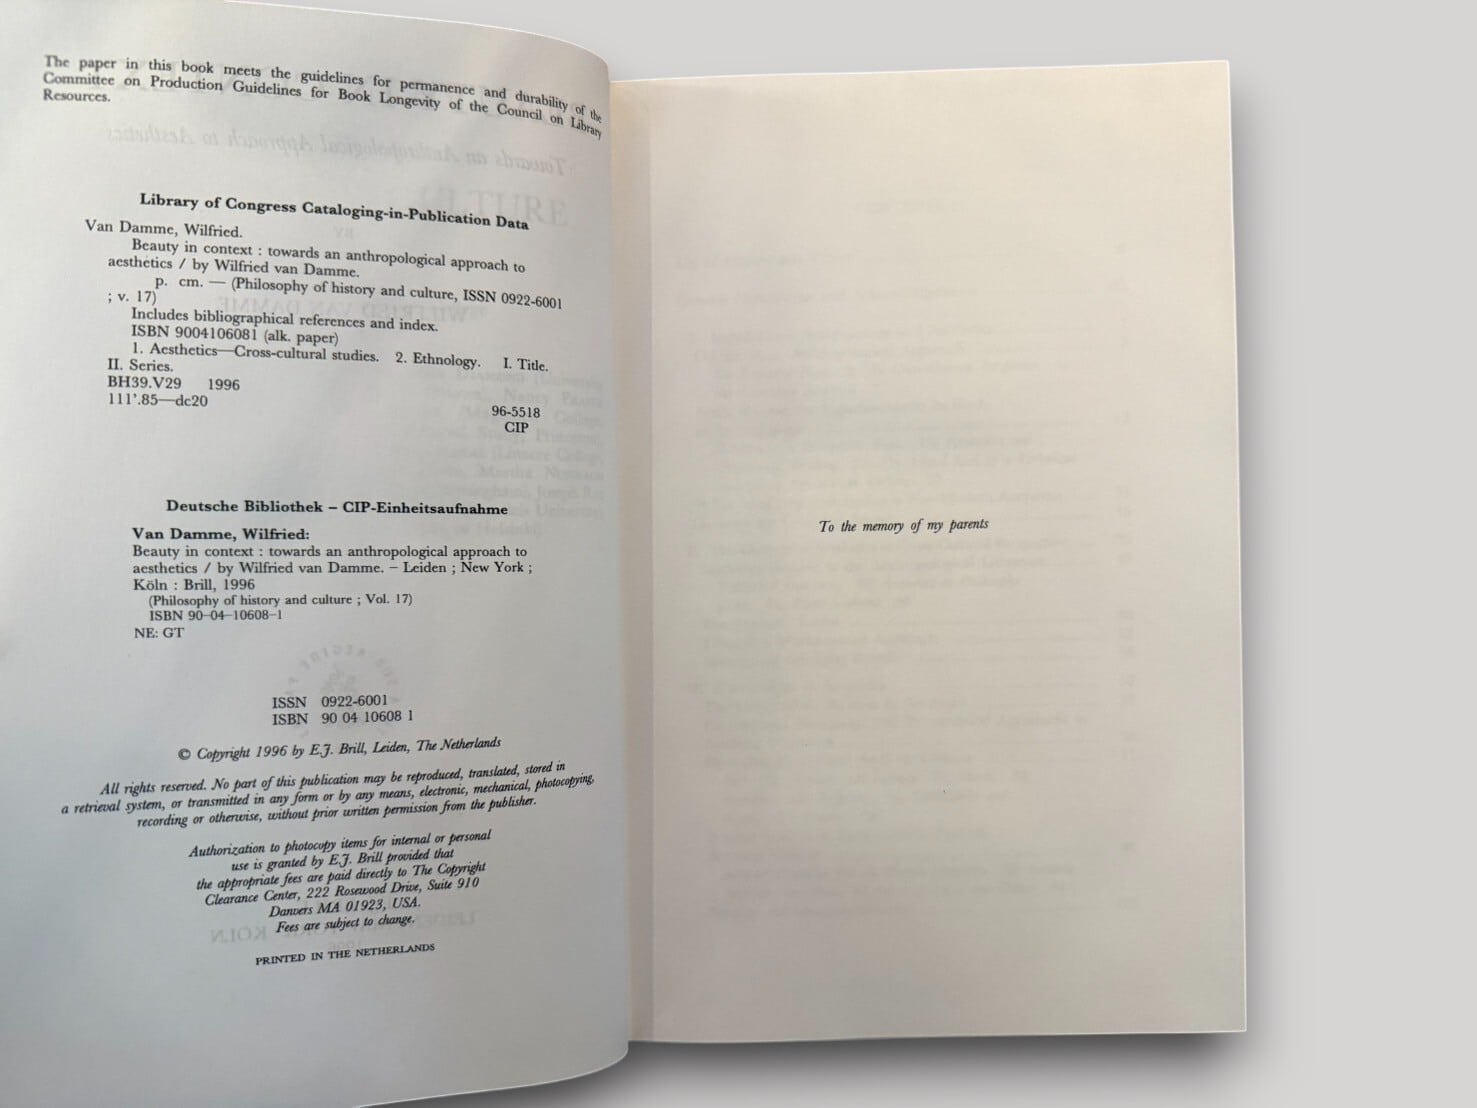 The paper in this book meets the guidelines for permanence and durability of the
Committee on Production Guidelines for Book Longevity of the Council on Library
Resources.
Library of Congress Cataloging-in-Publication Data
Van Damme, Wilfried.
Beauty in context : towards an anthropological approach to
aesthetics / by Wilfried van Damme.
p. cm. — (Philosophy of history and culture, ISSN 0922-6001
; v. 17)
Includes bibliographical references and index.
ISBN 9004106081 (alk. paper)
1. Aesthetics—Cross-cultural studies. 2. Ethnology. I. Title.
II. Series.
BH39.V29 1996
111'.85—dc20
96-5518
CIP
Deutsche Bibliothek – CIP-Einheitsaufnahme
Van Damme, Wilfried:
Beauty in context : towards an anthropological approach to
aesthetics / by Wilfried van Damme. – Leiden ; New York ;
Köln : Brill, 1996
(Philosophy of history and culture ; Vol. 17)
ISBN 90–04–10608–1
NE: GT
ISSN 0922-6001
ISBN 90 04 10608 1
© Copyright 1996 by E.J. Brill, Leiden, The Netherlands
All rights reserved. No part of this publication may be reproduced, translated, stored in
a retrieval system, or transmitted in any form or by any means, electronic, mechanical, photocopying,
recording or otherwise, without prior written permission from the publisher.
Authorization to photocopy items for internal or personal
use is granted by E.J. Brill provided that
the appropriate fees are paid directly to The Copyright
Clearance Center, 222 Rosewood Drive, Suite 910
Danvers MA 01923, USA.
Fees are subject to change.
PRINTED IN THE NETHERLANDS
To the memory of my parents